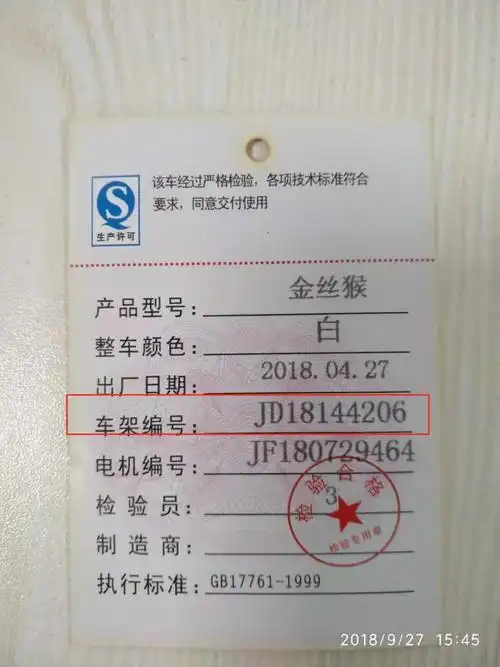 生产许可
该车经过严格检验，各项技术标准符合
要求，同意交付使用
产品型号：金丝猴
整车颜色：白
出厂日期：2018.04.27
车架编号：JD18144206
电机编号：JF180729464
检验员：3
检验合格
检验专用章
制造商：
执行标准：GB17761-1999
2018/9/27 15:45